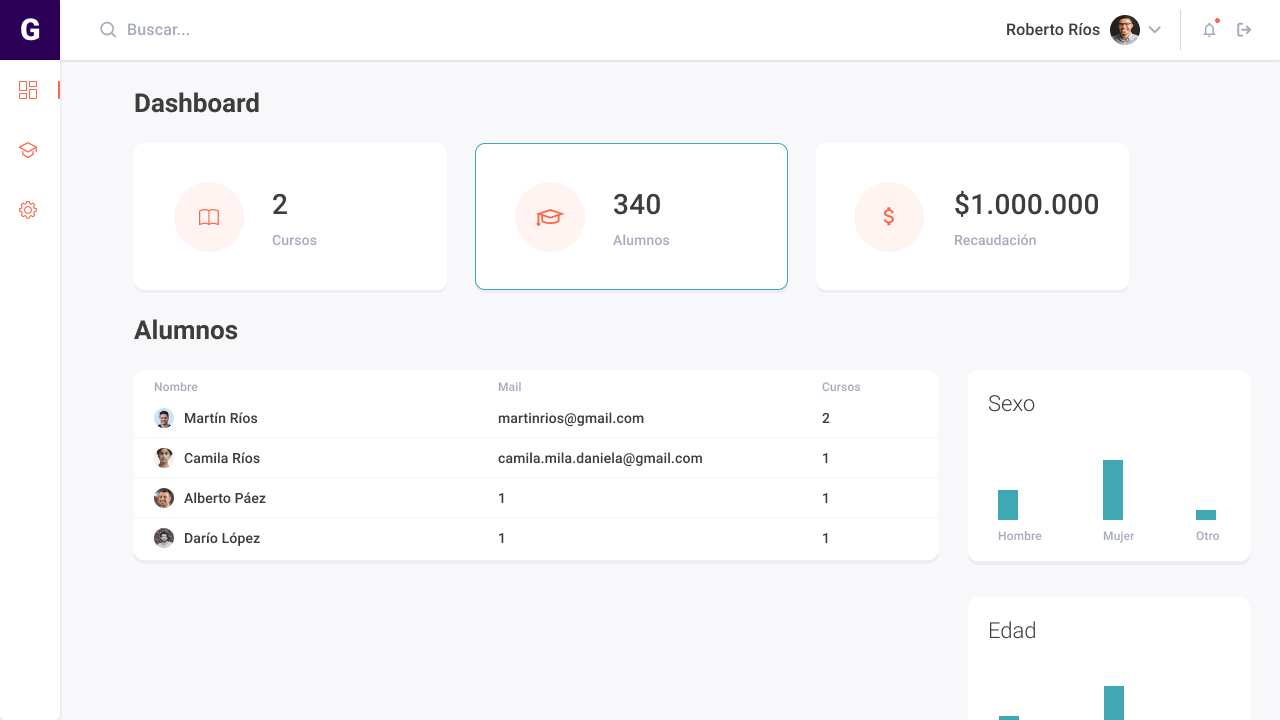 G
Buscar...
Roberto Ríos
Dashboard
2
Cursos
340
Alumnos
$
$1.000.000
Recaudación
Alumnos
Nombre Mail Cursos
Martín Ríos martinrios@gmail.com 2
Camila Ríos camila.mila.daniela@gmail.com 1
Alberto Páez 1 1
Darío López 1 1
Sexo
Hombre Mujer Otro
Edad